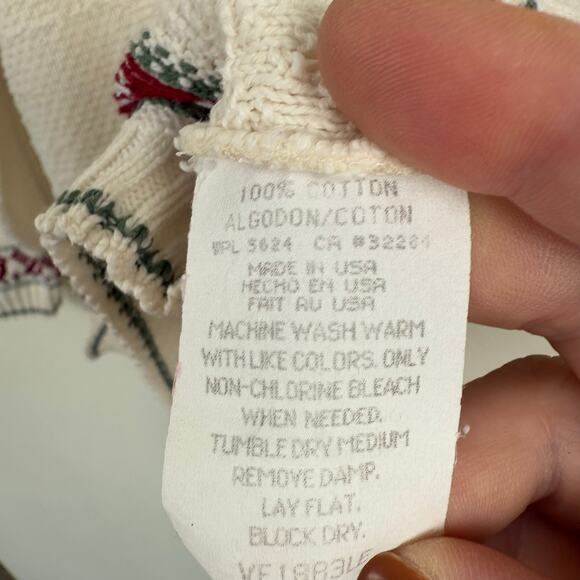 100% COTTON
ALGODON/COTON
WPL 5624 CA #32284
MADE IN USA
HECHO EN USA
FAIT AU USA
MACHINE WASH WARM
WITH LIKE COLORS. ONLY
NON-CHLORINE BLEACH
WHEN NEEDED.
TUMBLE DRY MEDIUM
REMOVE DAMP.
LAY FLAT.
BLOCK DRY.
VF1883LE